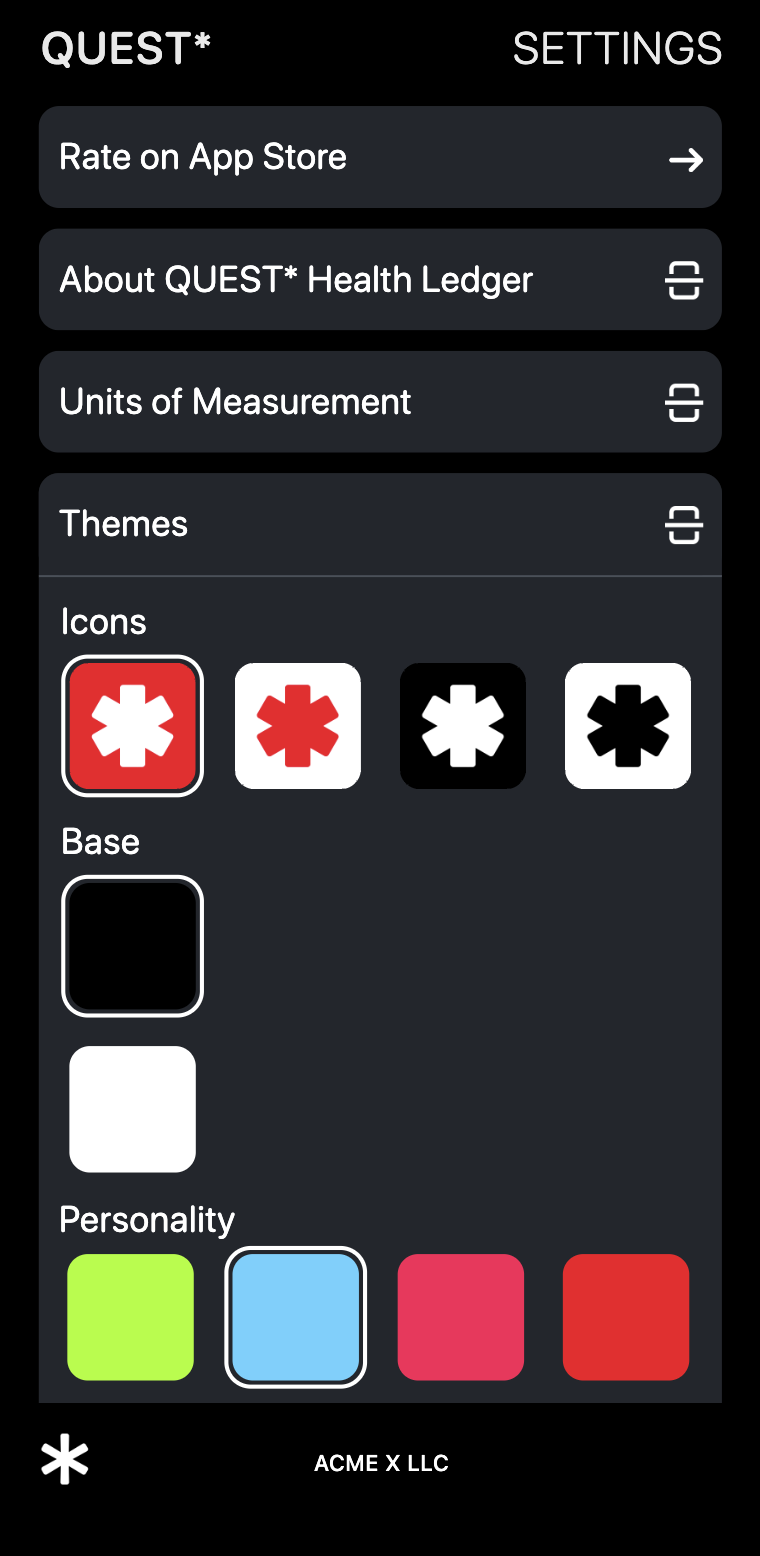 QUEST*
SETTINGS
Rate on App Store
About QUEST* Health Ledger
Units of Measurement
Themes
Icons
Base
Personality
ACME X LLC